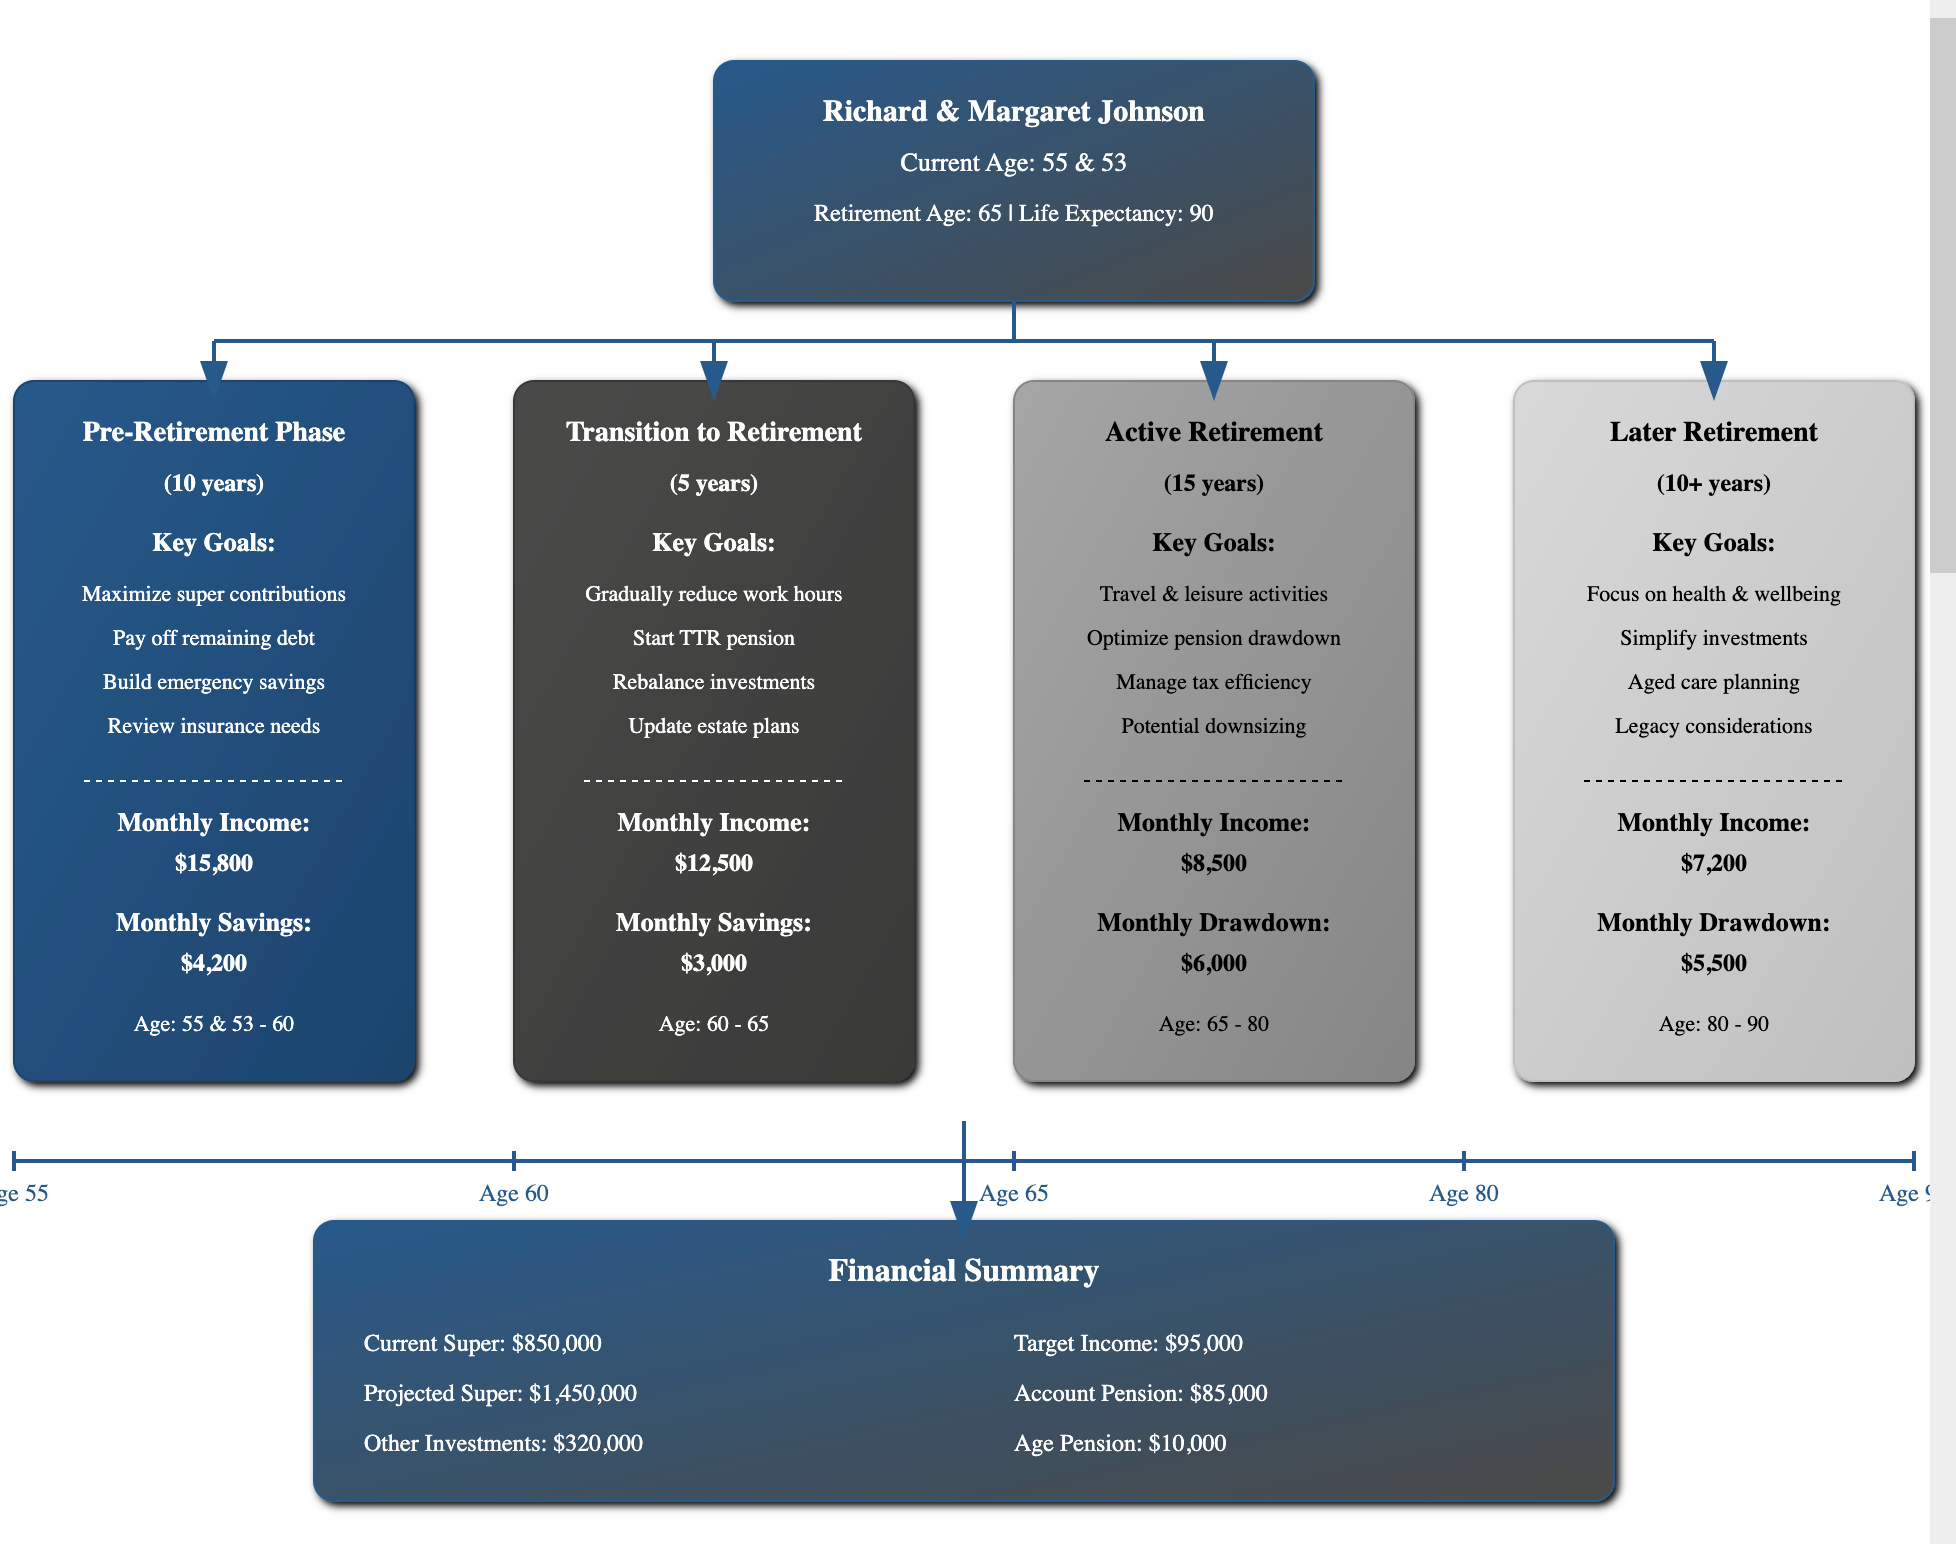 Richard & Margaret Johnson
Current Age: 55 & 53
Retirement Age: 65 | Life Expectancy: 90
Pre-Retirement Phase
(10 years)
Key Goals:
Maximize super contributions
Pay off remaining debt
Build emergency savings
Review insurance needs
Monthly Income:
$15,800
Monthly Savings:
$4,200
Age: 55 & 53 - 60
Transition to Retirement
(5 years)
Key Goals:
Gradually reduce work hours
Start TTR pension
Rebalance investments
Update estate plans
Monthly Income:
$12,500
Monthly Savings:
$3,000
Age: 60 - 65
Active Retirement
(15 years)
Key Goals:
Travel & leisure activities
Optimize pension drawdown
Manage tax efficiency
Potential downsizing
Monthly Income:
$8,500
Monthly Drawdown:
$6,000
Age: 65 - 80
Later Retirement
(10+ years)
Key Goals:
Focus on health & wellbeing
Simplify investments
Aged care planning
Legacy considerations
Monthly Income:
$7,200
Monthly Drawdown:
$5,500
Age: 80 - 90
ge 55
Age 60
Age 65
Age 80
Age
Financial Summary
Current Super: $850,000
Projected Super: $1,450,000
Other Investments: $320,000
Target Income: $95,000
Account Pension: $85,000
Age Pension: $10,000